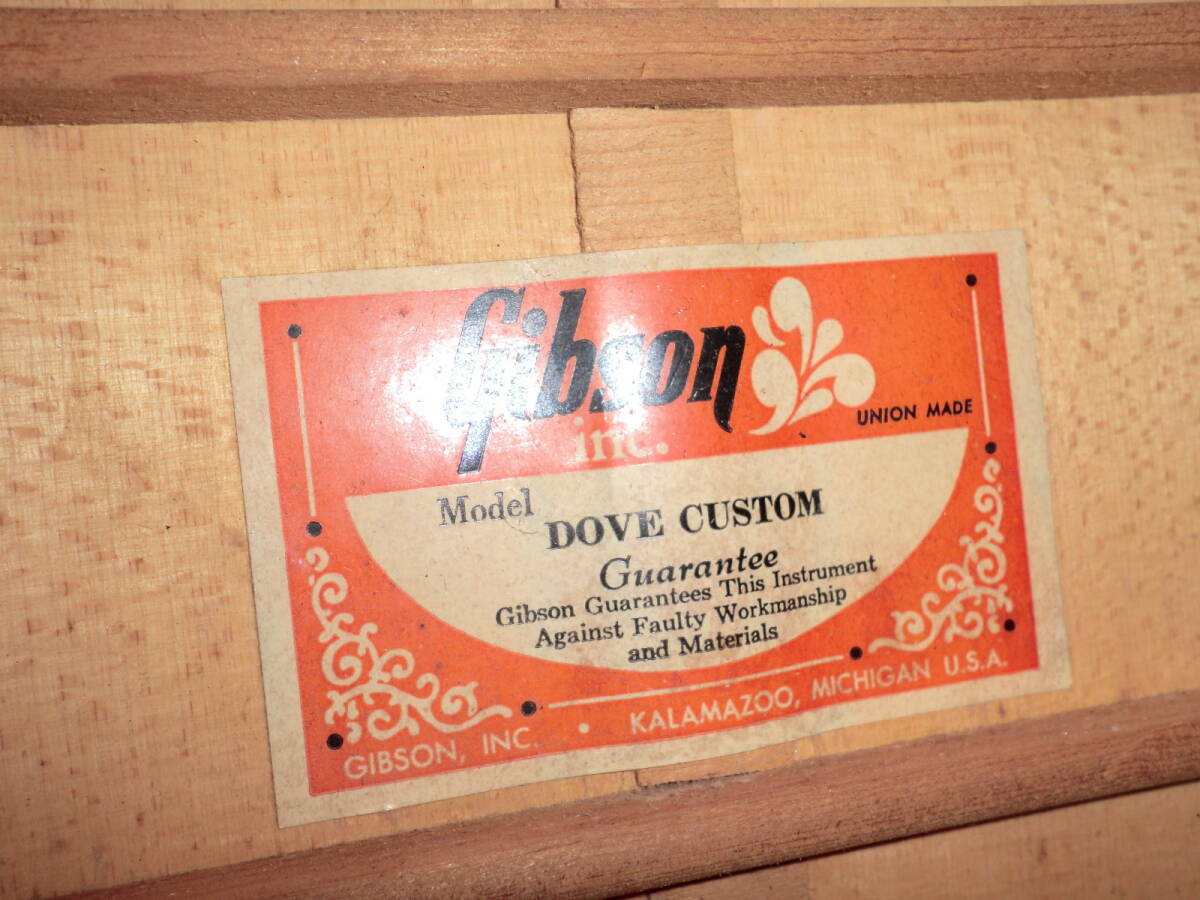 Gibson
inc.
UNION MADE
Model DOVE CUSTOM
Guarantee
Gibson Guarantees This Instrument
Against Faulty Workmanship
and Materials
GIBSON, INC. • KALAMAZOO, MICHIGAN U.S.A.